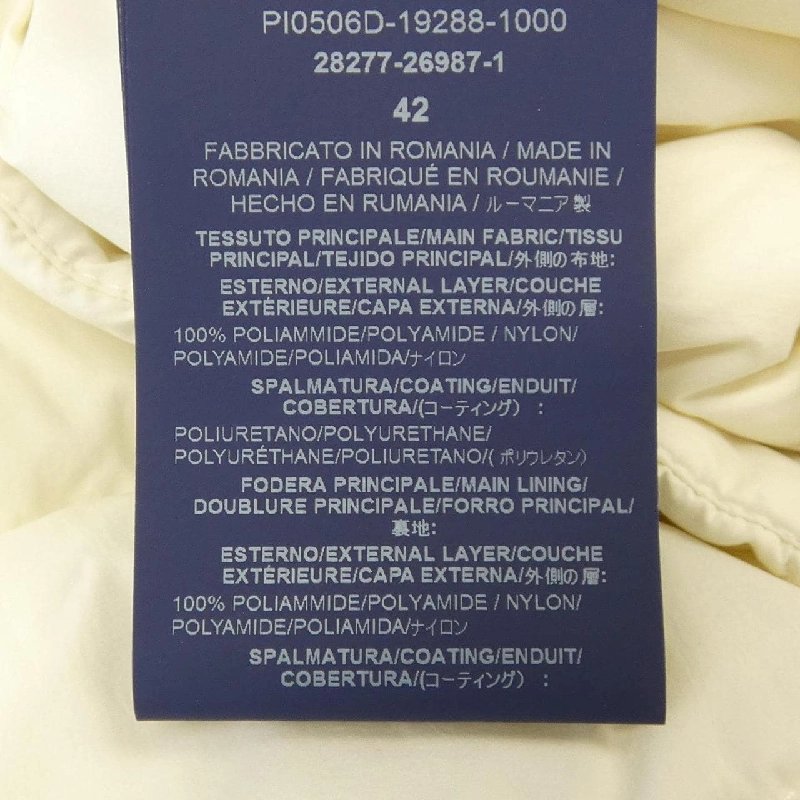 PI0506D-19288-1000
28277-26987-1
42
FABBRICATO IN ROMANIA / MADE IN
ROMANIA / FABRIQUÉ EN ROUMANIE /
HECHO EN RUMANIA / ルーマニア製
TESSUTO PRINCIPALE/MAIN FABRIC/TISSU
PRINCIPAL/TEJIDO PRINCIPAL/外側の布地:
ESTERNO/EXTERNAL LAYER/COUCHE
EXTÉRIEURE/CAPA EXTERNA/外側の層:
100% POLIAMMIDE/POLYAMIDE / NYLON/
POLYAMIDE/POLIAMIDA/ナイロン
SPALMATURA/COATING/ENDUIT/
COBERTURA/(コーティング) :
POLIURETANO/POLYURETHANE/
POLYURÉTHANE/POLIURETANO/( ポリウレタン)
FODERA PRINCIPALE/MAIN LINING/
DOUBLURE PRINCIPALE/FORRO PRINCIPAL/
裏地:
ESTERNO/EXTERNAL LAYER/COUCHE
EXTÉRIEURE/CAPA EXTERNA/外側の層:
100% POLIAMMIDE/POLYAMIDE / NYLON/
POLYAMIDE/POLIAMIDA/ナイロン
SPALMATURA/COATING/ENDUIT/
COBERTURA/(コーティング) :